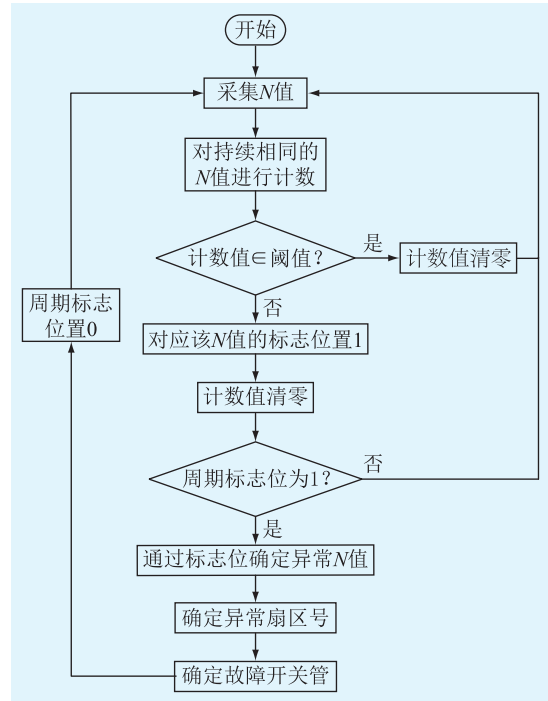 开始
采集N值
对持续相同的
N值进行计数
计数值∈阈值?
是
计数值清零
否
对应该N值的标志位置1
计数值清零
周期标志位为1?
否
是
通过标志位确定异常N值
确定异常扇区号
确定故障开关管
周期标志
位置0